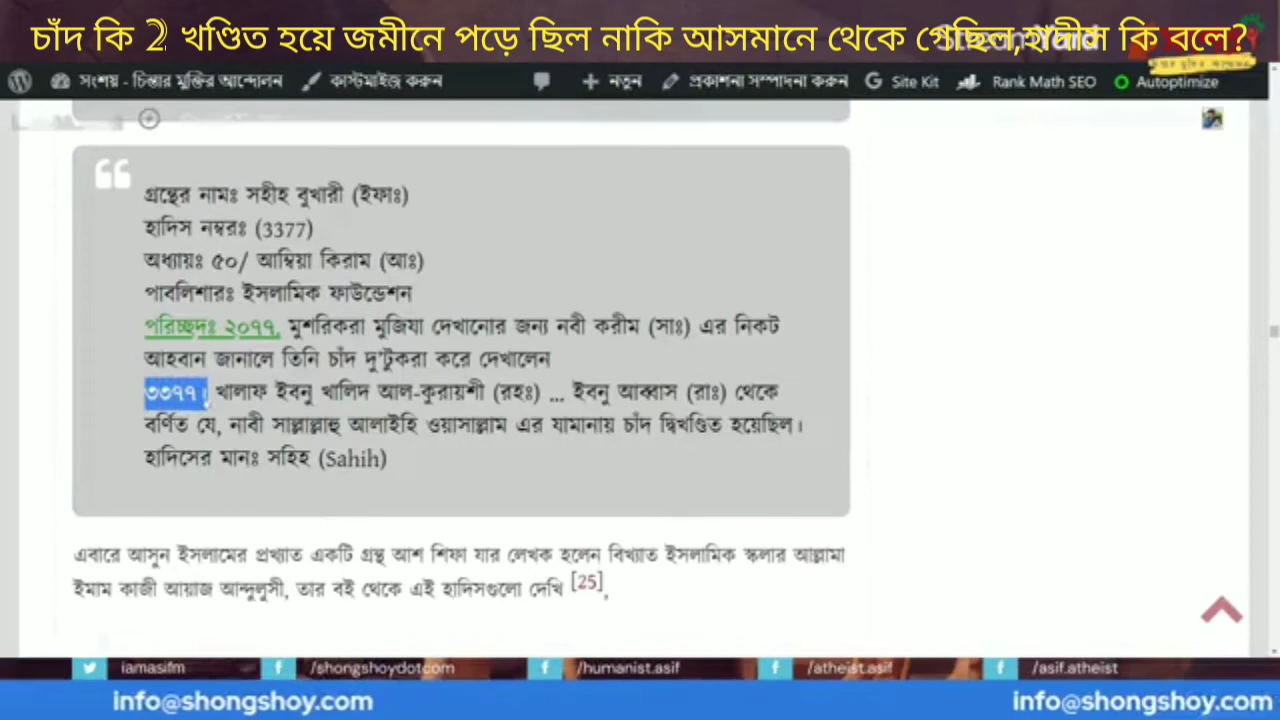 চাঁদ কি 2 খণ্ডিত হয়ে জমীনে পড়ে ছিল নাকি আসমানে থেকে গেছিল,হাদীস কি বলে?
সংশয় - চিন্তার মুক্তির আন্দোলন কাস্টমাইজ করুন নতুন প্রকাশনা সম্পাদনা করুন Site Kit Rank Math SEO Autoptimize
গ্রন্থের নামঃ সহীহ বুখারী (ইফাঃ)
হাদিস নম্বরঃ (3377)
অধ্যায়ঃ ৫০/ আম্বিয়া কিরাম (আঃ)
পাবলিশারঃ ইসলামিক ফাউন্ডেশন
পরিচ্ছদঃ ২০৭৭. মুশরিকরা মুজিযা দেখানোর জন্য নবী করীম (সাঃ) এর নিকট
আহবান জানালে তিনি চাঁদ দু'টুকরা করে দেখালেন
৩৩৭৭। খালাফ ইবনু খালিদ আল-কুরায়শী (রহঃ) ... ইবনু আব্বাস (রাঃ) থেকে
বর্ণিত যে, নাবী সাল্লাল্লাহু আলাইহি ওয়াসাল্লাম এর যামানায় চাঁদ দ্বিখণ্ডিত হয়েছিল।
হাদিসের মানঃ সহিহ (Sahih)
এবারে আসুন ইসলামের প্রখ্যাত একটি গ্রন্থ আশ শিফা যার লেখক হলেন বিখ্যাত ইসলামিক স্কলার আল্লামা
ইমাম কাজী আয়াজ আন্দুলুসী, তার বই থেকে এই হাদিসগুলো দেখি [25],
iamasifm /shongshoydotcom /humanist.asif /atheist.asif /asif.atheist
info@shongshoy.com info@shongshoy.com